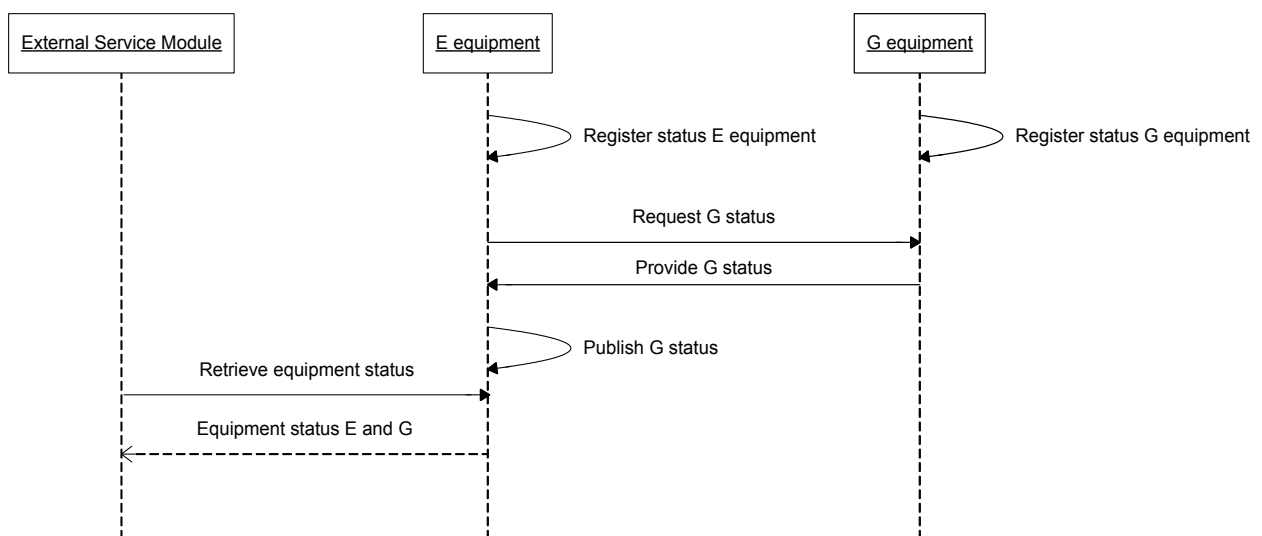 External Service Module
E equipment
G equipment
Register status E equipment
Register status G equipment
Request G status
Provide G status
Publish G status
Retrieve equipment status
Equipment status E and G